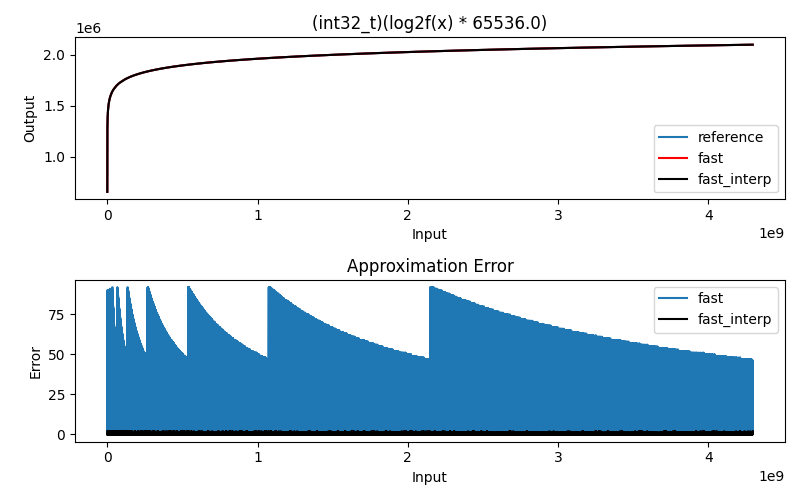 (int32_t)(log2f(x) * 65536.0)
1e6
2.0
1.5
1.0
Output
reference
fast
fast_interp
0
1
2
3
4
Input
1e9
Approximation Error
75
50
25
0
Error
fast
fast_interp
0
1
2
3
4
Input
1e9